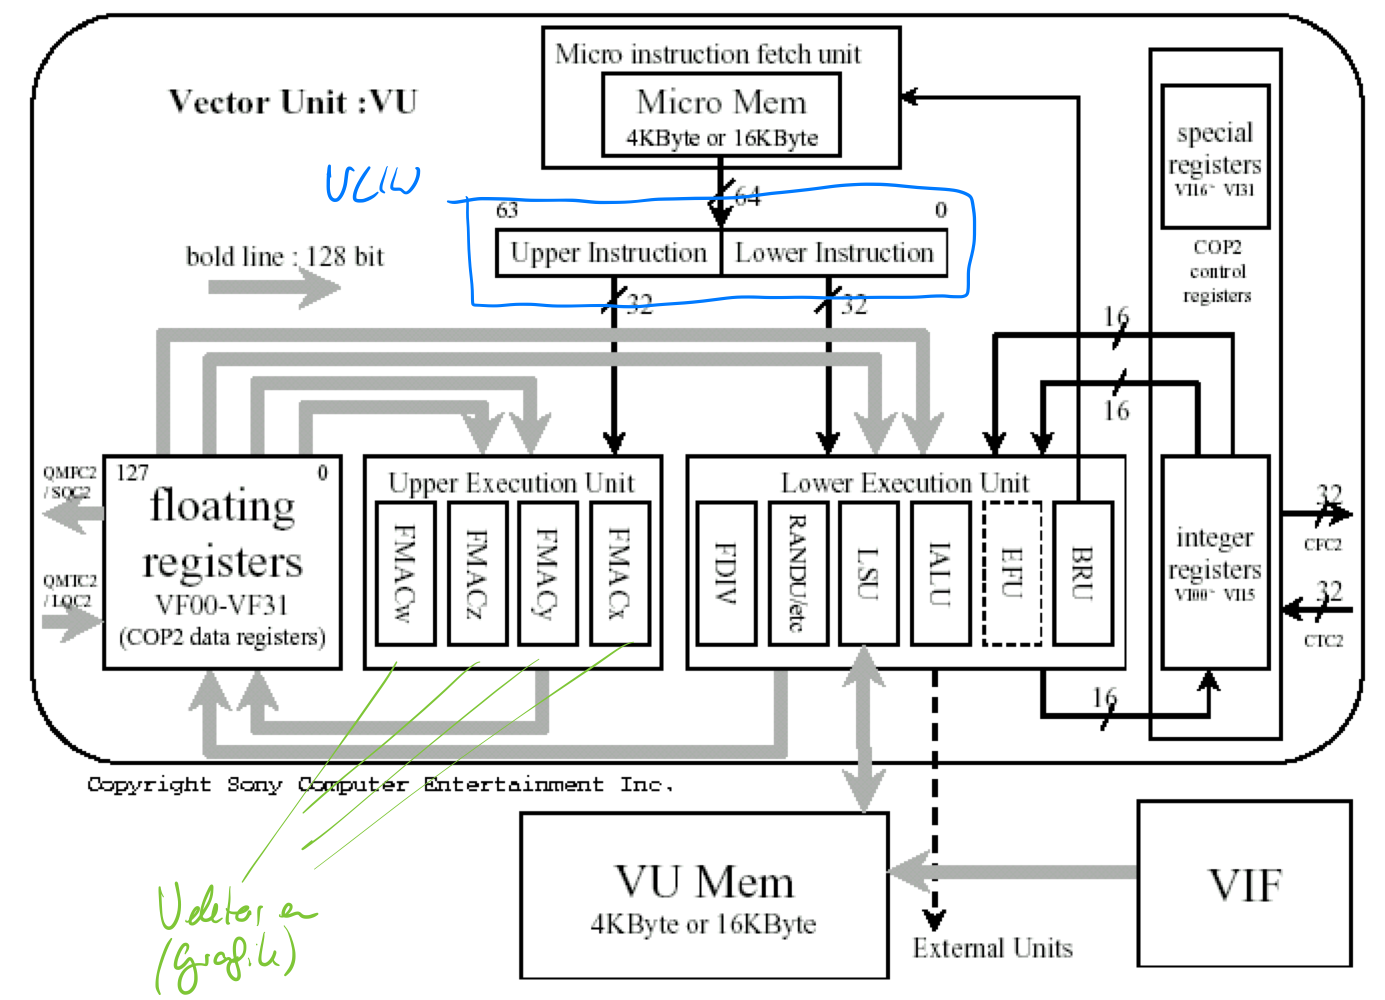 Micro instruction fetch unit
Micro Mem
4KByte or 16KByte
Vector Unit :VU
special
registers
VI16~ VI31
COP2
control
registers
VLIW
64
63
0
Upper Instruction
Lower Instruction
bold line : 128 bit
32
32
16
16
127
0
floating
registers
VF00-VF31
(COP2 data registers)
QMFC2
/ SQC2
QMTC2
/ LQC2
Upper Execution Unit
FMACw
FMACz
FMACy
FMACx
Lower Execution Unit
FDIV
RANDU/etc
LSU
IALU
EFU
BRU
integer
registers
VI00~ VI15
32
CFC2
32
CTC2
16
Copyright Sony Computer Entertainment Inc.
VU Mem
4KByte or 16KByte
VIF
External Units
Vektoren
(Grafik)